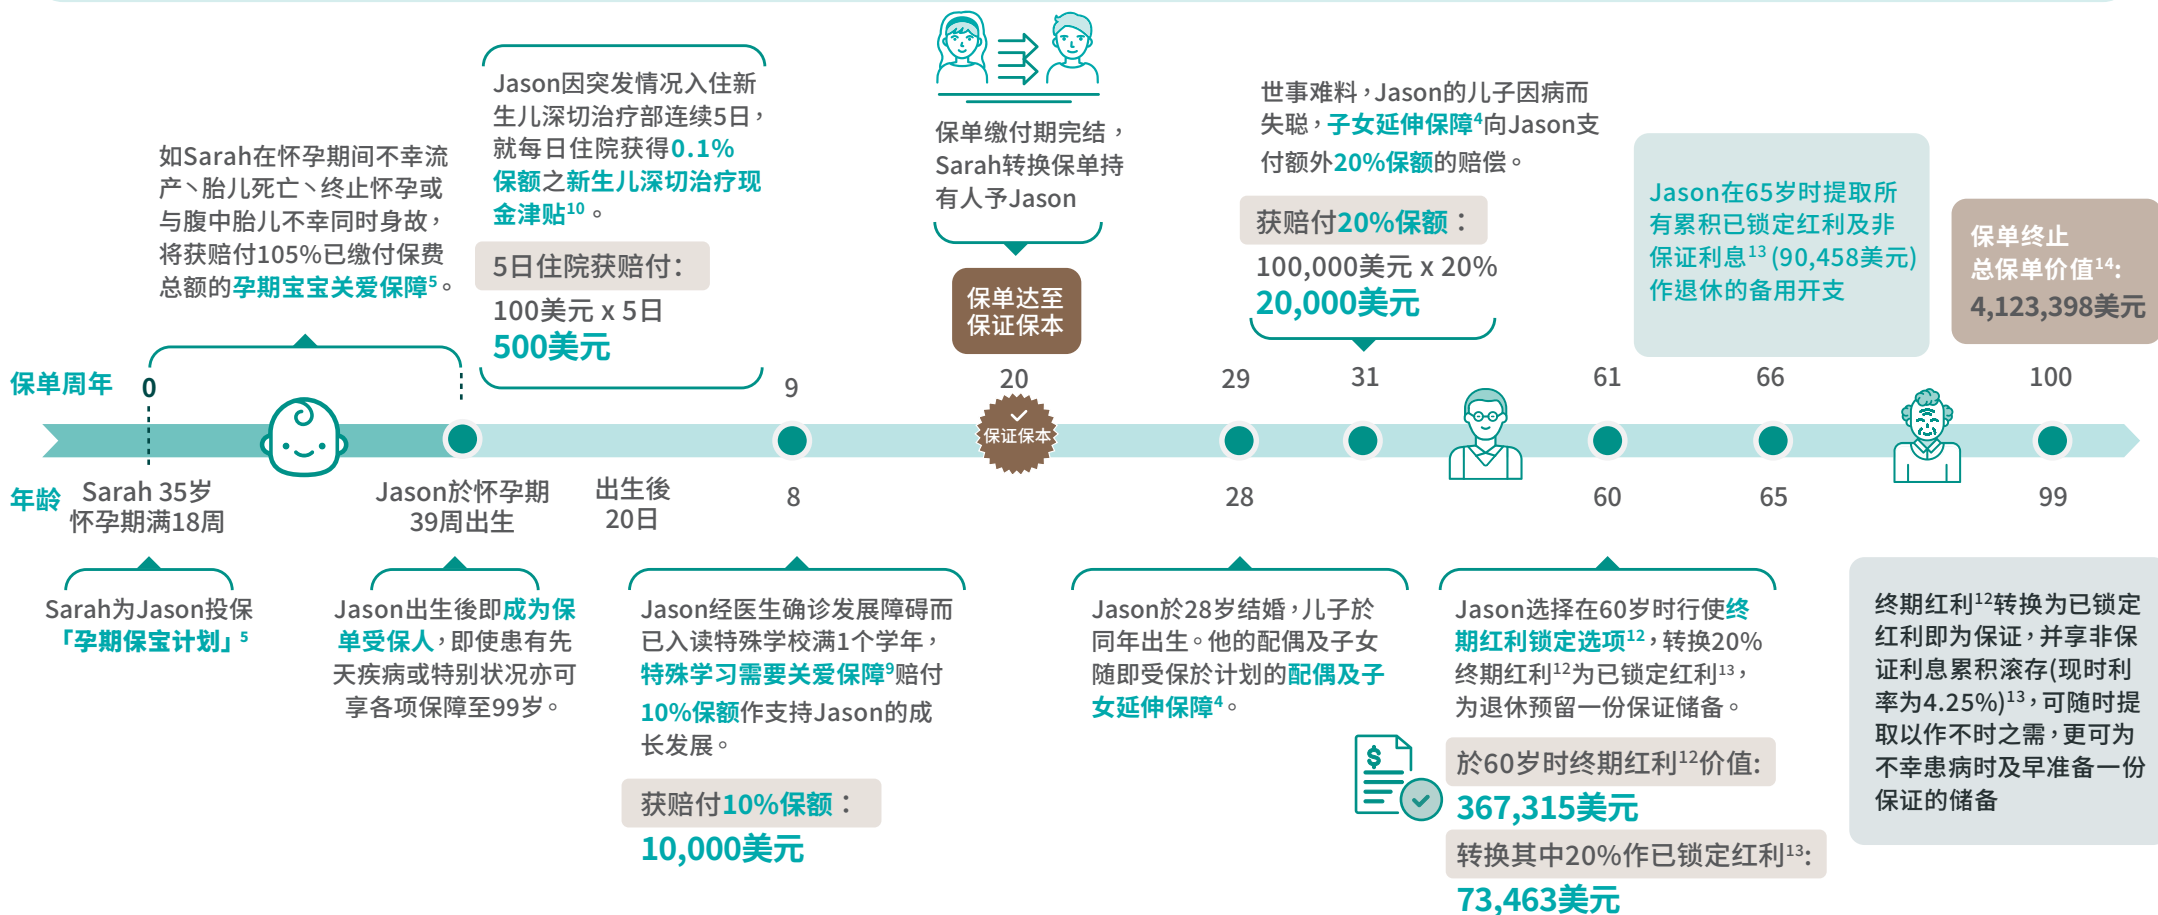 如Sarah在怀孕期间不幸流
产、胎儿死亡、终止怀孕或
与腹中胎儿不幸同时身故，
将获赔付105%已缴付保费
总额的孕期宝宝关爱保障5。
Jason因突发情况入住新
生儿深切治疗部连续5日，
就每日住院获得0.1%
保额之新生儿深切治疗现
金津贴10。
5日住院获赔付：
100美元 x 5日
500美元
保单缴付期完结，
Sarah转换保单持
有人予Jason
保单达至
保证保本
世事难料，Jason的儿子因病而
失聪，子女延伸保障4向Jason支
付额外20%保额的赔偿。
获赔付20%保额：
100,000美元 x 20%
20,000美元
Jason在65岁时提取所
有累积已锁定红利及非
保证利息13 (90,458美元)
作退休的备用开支
保单终止
总保单价值14:
4,123,398美元
保单周年 0 9 20 29 31 61 66 100
保证保本
年龄 Sarah 35岁
怀孕期满18周
Jason於怀孕期
39周出生
出生後
20日
8 28 60 65 99
Sarah为Jason投保
「孕期保宝计划」5
Jason出生後即成为保
单受保人，即使患有先
天疾病或特别状况亦可
享各项保障至99岁。
Jason经医生确诊发展障碍而
已入读特殊学校满1个学年，
特殊学习需要关爱保障9赔付
10%保额作支持Jason的成
长发展。
获赔付10%保额：
10,000美元
Jason於28岁结婚，儿子於
同年出生。他的配偶及子女
随即受保於计划的配偶及子
女延伸保障4。
Jason选择在60岁时行使终
期红利锁定选项12，转换20%
终期红利12为已锁定红利13，
为退休预留一份保证储备。
$
於60岁时终期红利12价值:
367,315美元
转换其中20%作已锁定红利13:
73,463美元
终期红利12转换为已锁定
红利即为保证，并享非保
证利息累积滚存(现时利
率为4.25%)13，可随时提
取以作不时之需，更可为
不幸患病时及早准备一份
保证的储备